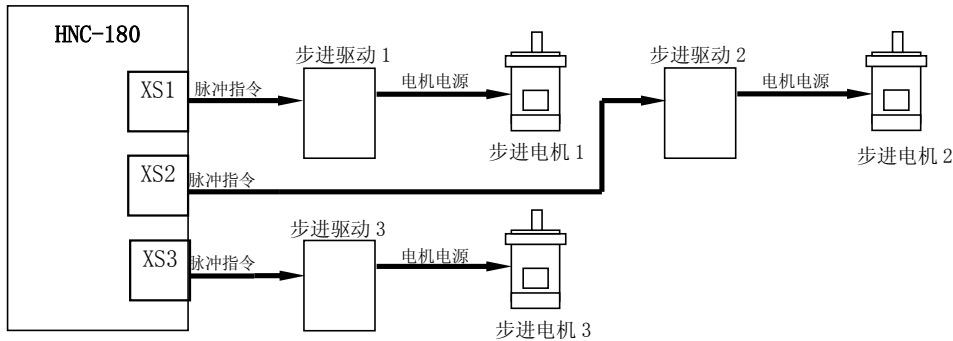 HNC-180
步进驱动 1
步进驱动 2
XS1
脉冲指令
电机电源
电机电源
步进电机 1
步进电机 2
XS2
脉冲指令
步进驱动 3
XS3
脉冲指令
电机电源
步进电机 3